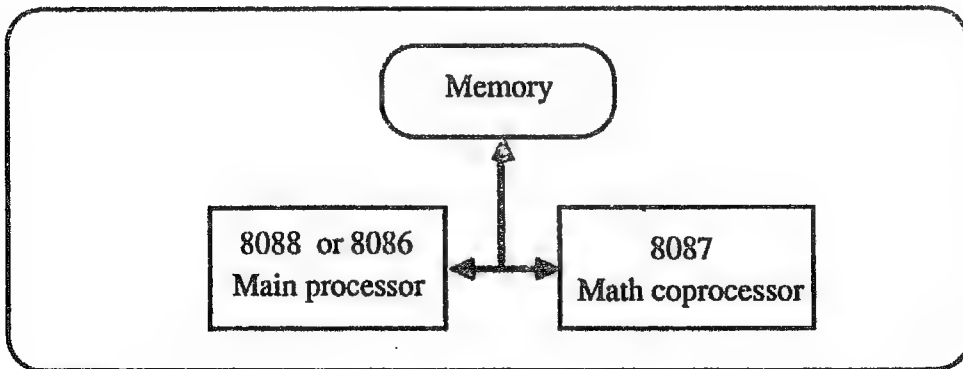 Memory
8088 or 8086
Main processor
8087
Math coprocessor